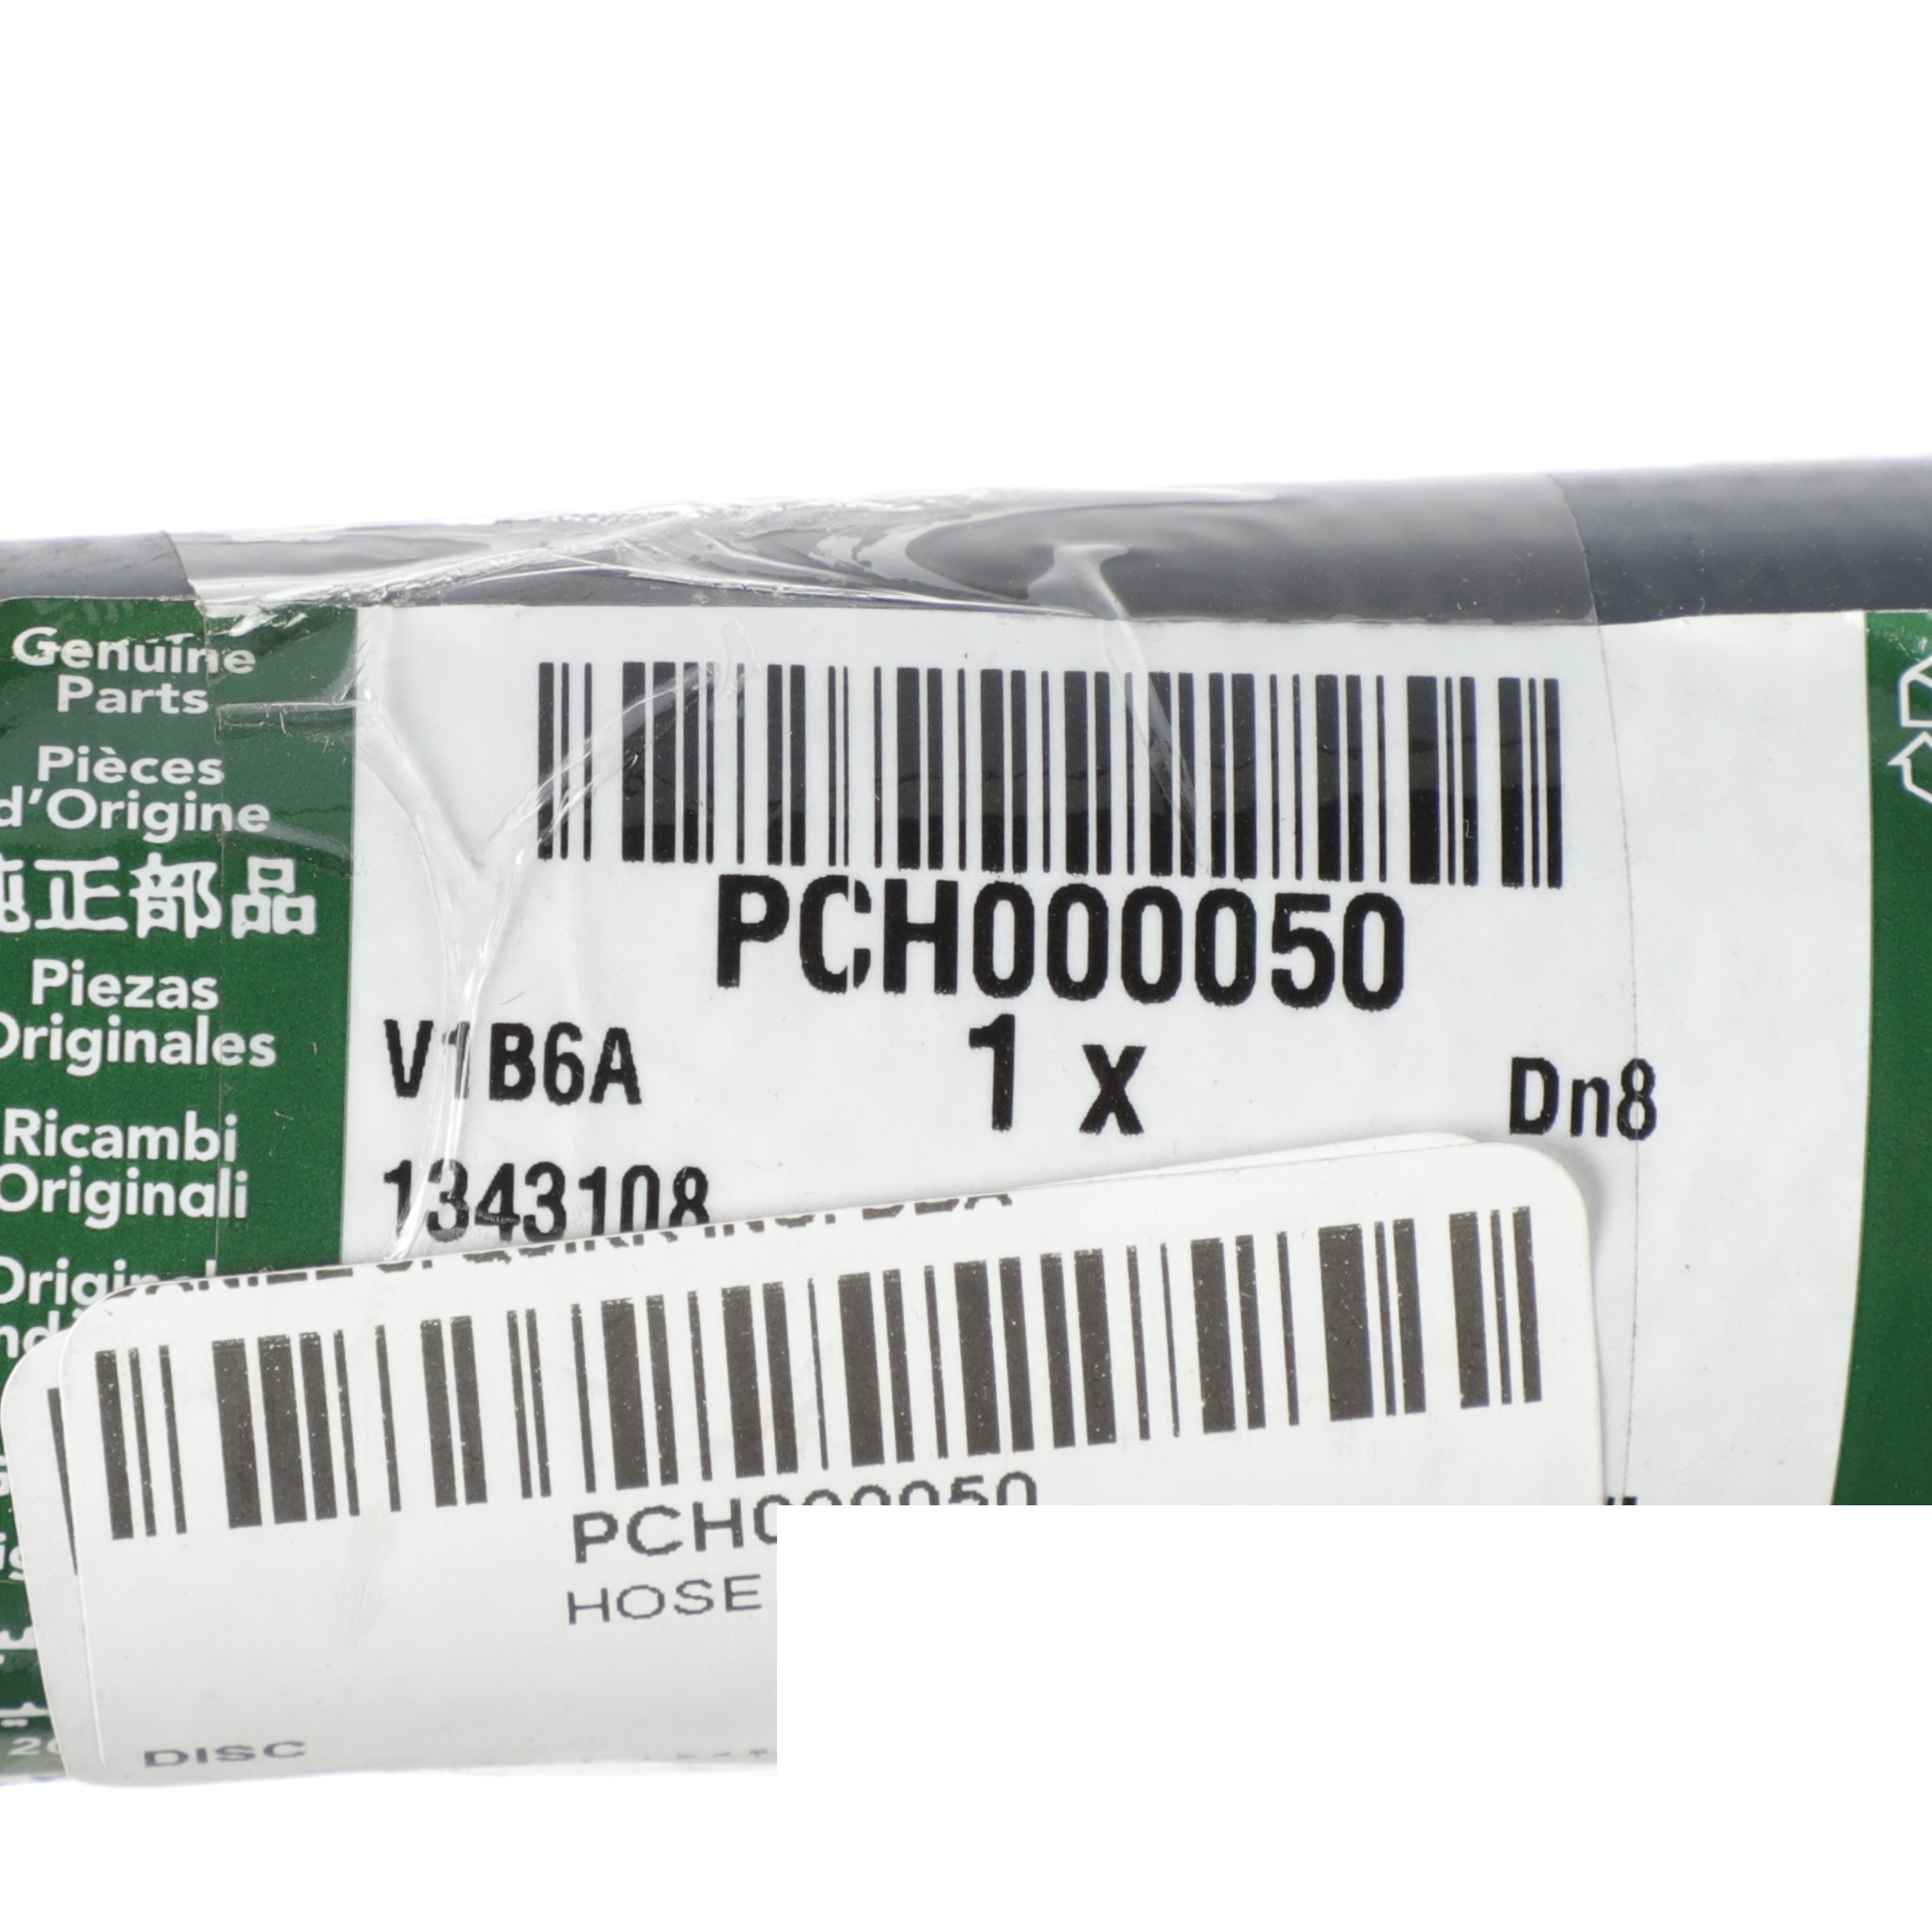 Genuine
Parts
Pièces
d'Origine
純正部品
Piezas
Originales
Ricambi
Originali
PCH000050
V1B6A
1 x
Dn8
1343108
PCH000050
HOSE
DISC